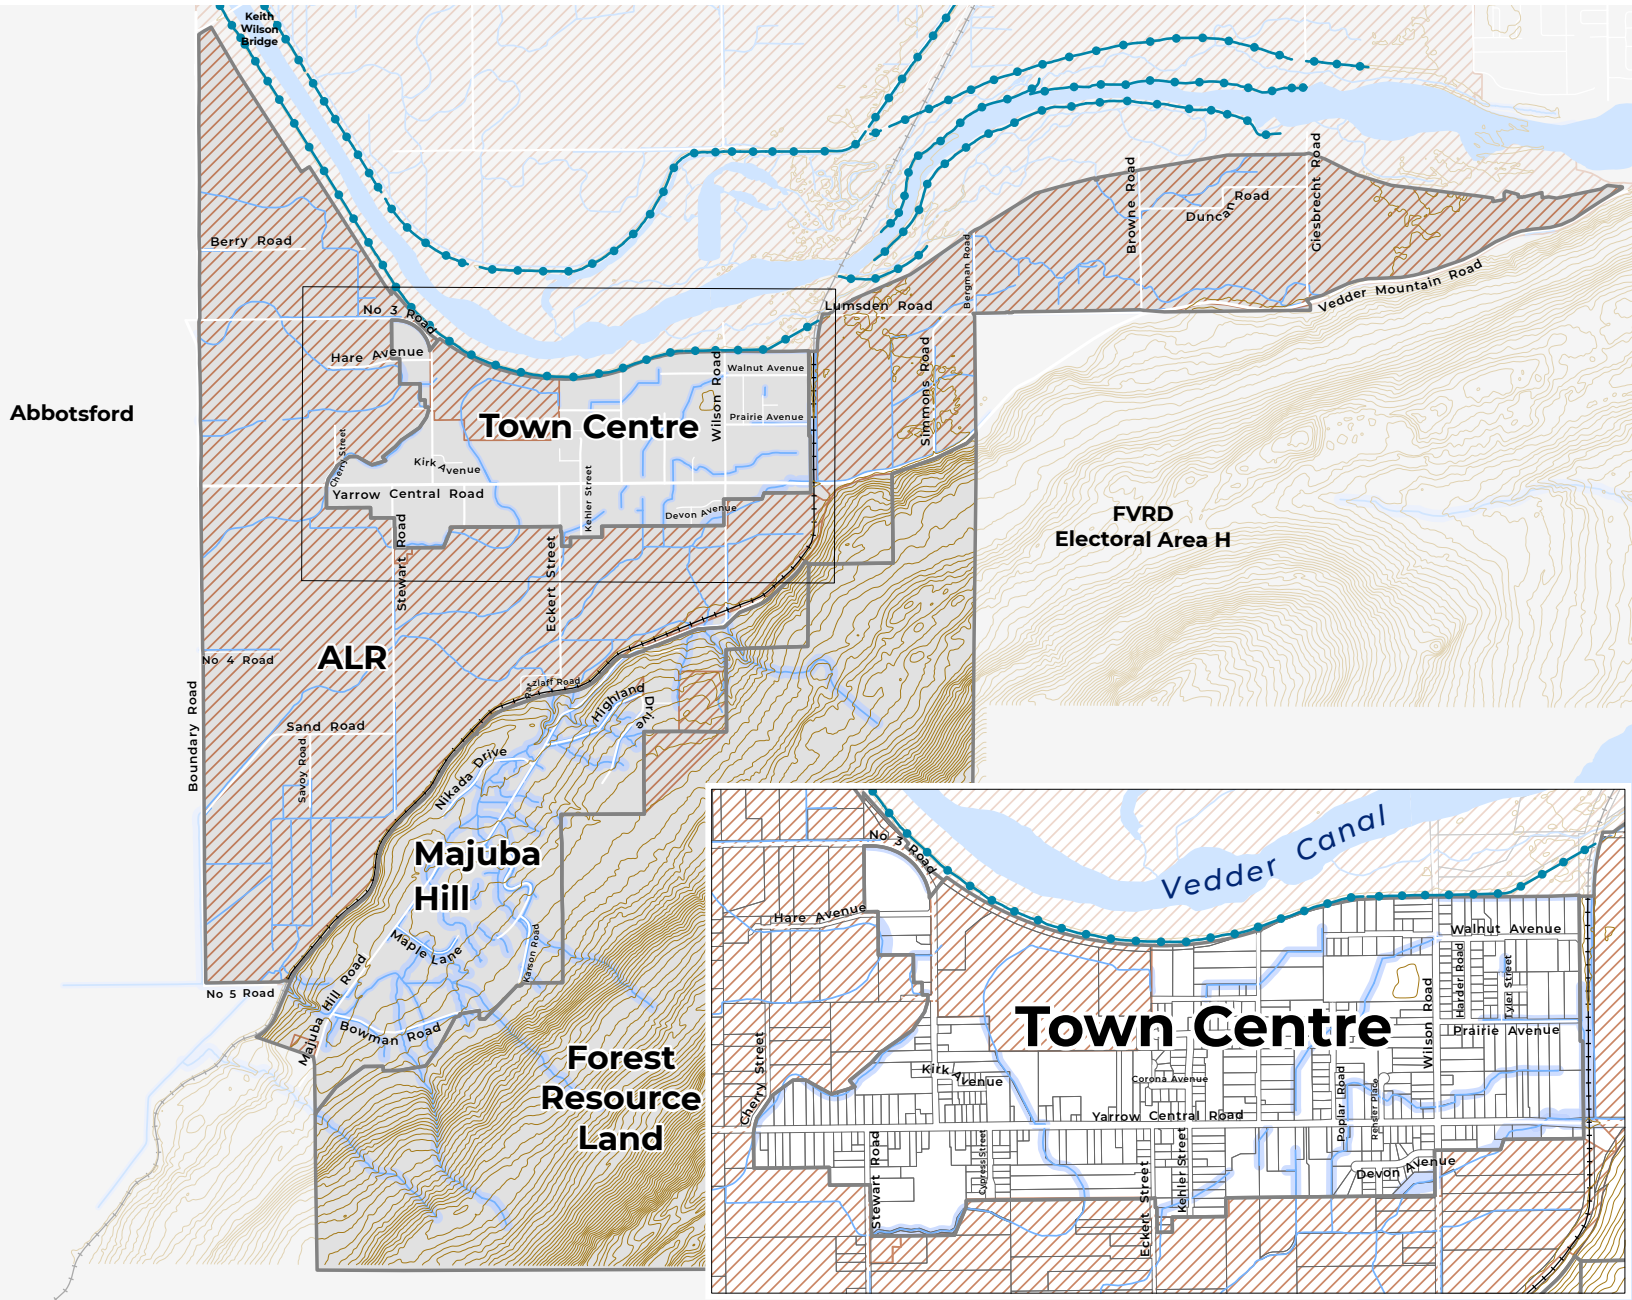 Keith
Wilson
Bridge
Berry Road
Browne Road
Duncan Road
Giesbrecht Road
Bergman Road
Vedder Mountain Road
Lumsden Road
No 3 Road
Hare Avenue
Simmons Road
Walnut Avenue
Wilson Road
Prairie Avenue
Abbotsford
Town Centre
Cherry Street
Kirk Avenue
Yarrow Central Road
Kehler Street
Devon Avenue
FVRD
Electoral Area H
Stewart Road
Eckert Street
ALR
No 4 Road
Boundary Road
Sand Road
Savoy Road
Highland Drive
Nikada Drive
Majuba
Hill
Maple Lane
Karson Road
No 5 Road
Majuba Hill Road
Bowman Road
Forest
Resource
Land
Vedder Canal
No 3 Road
Hare Avenue
Walnut Avenue
Harder Road
Tyler Street
Wilson Road
Town Centre
Prairie Avenue
Cherry Street
Kirk Avenue
Corona Avenue
Poplar Road
Yarrow Central Road
Stewart Road
Cypress Street
Eckert Street
Kehler Street
Devon Avenue